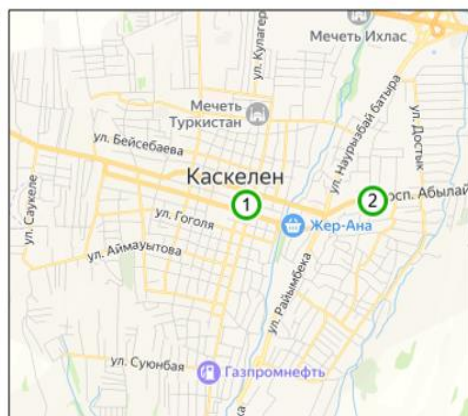 Мечеть Ихлас
ул. Кулагер
Мечеть
Туркистан
ул. Наурызбай батыра
ул. Достык
ул. Бейсебаева
Каскелен
1
2
осп. Абылай
ул. Саукеле
ул. Гоголя
Жер-Ана
ул. Аймауытова
ул. Райымбека
ул. Суюнбая
Газпромнефть